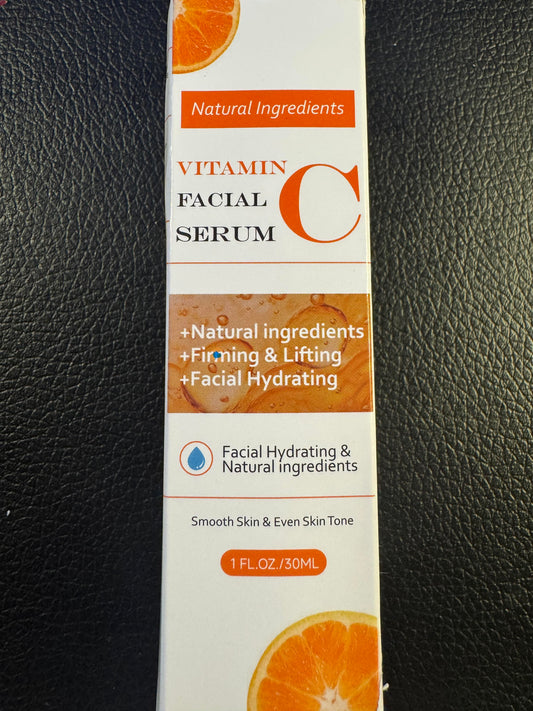 Natural Ingredients
VITAMIN C
FACIAL
SERUM
+Natural ingredients
+Firming & Lifting
+Facial Hydrating
Facial Hydrating &
Natural ingredients
Smooth Skin & Even Skin Tone
1 FL.OZ./30ML